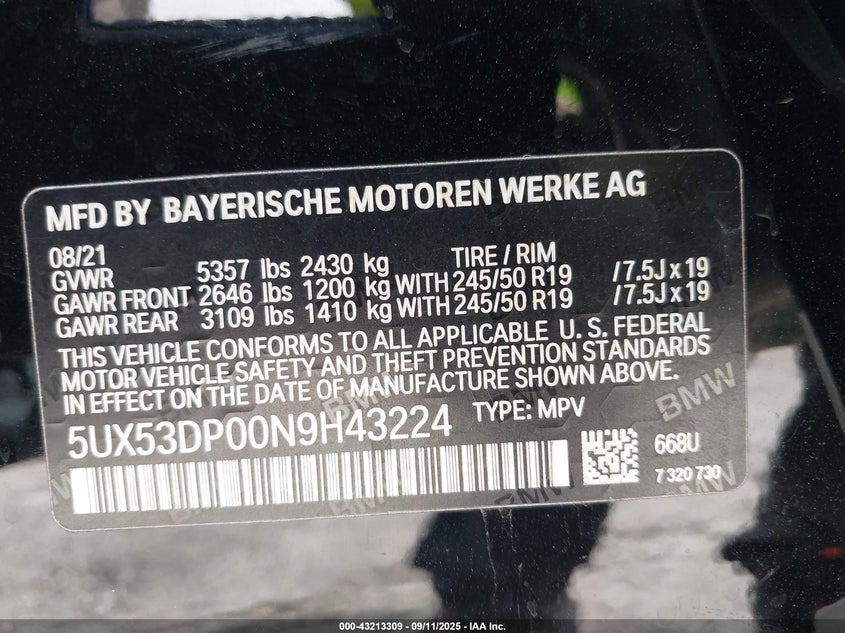 MFD BY BAYERISCHE MOTOREN WERKE AG
08/21 TIRE / RIM
GVWR 5357 lbs 2430 kg
GAWR FRONT 2646 lbs 1200 kg WITH 245/50 R19 /7.5J x 19
GAWR REAR 3109 lbs 1410 kg WITH 245/50 R19 /7.5J x 19
THIS VEHICLE CONFORMS TO ALL APPLICABLE U. S. FEDERAL
MOTOR VEHICLE SAFETY AND THEFT PREVENTION STANDARDS
IN EFFECT ON THE DATE OF MANUFACTURE SHOWN ABOVE.
5UX53DP00N9H43224 TYPE: MPV
668U
7 320 730
BMW
BMW
BMW
000-43213309 - 09/11/2025 - IAA Inc.